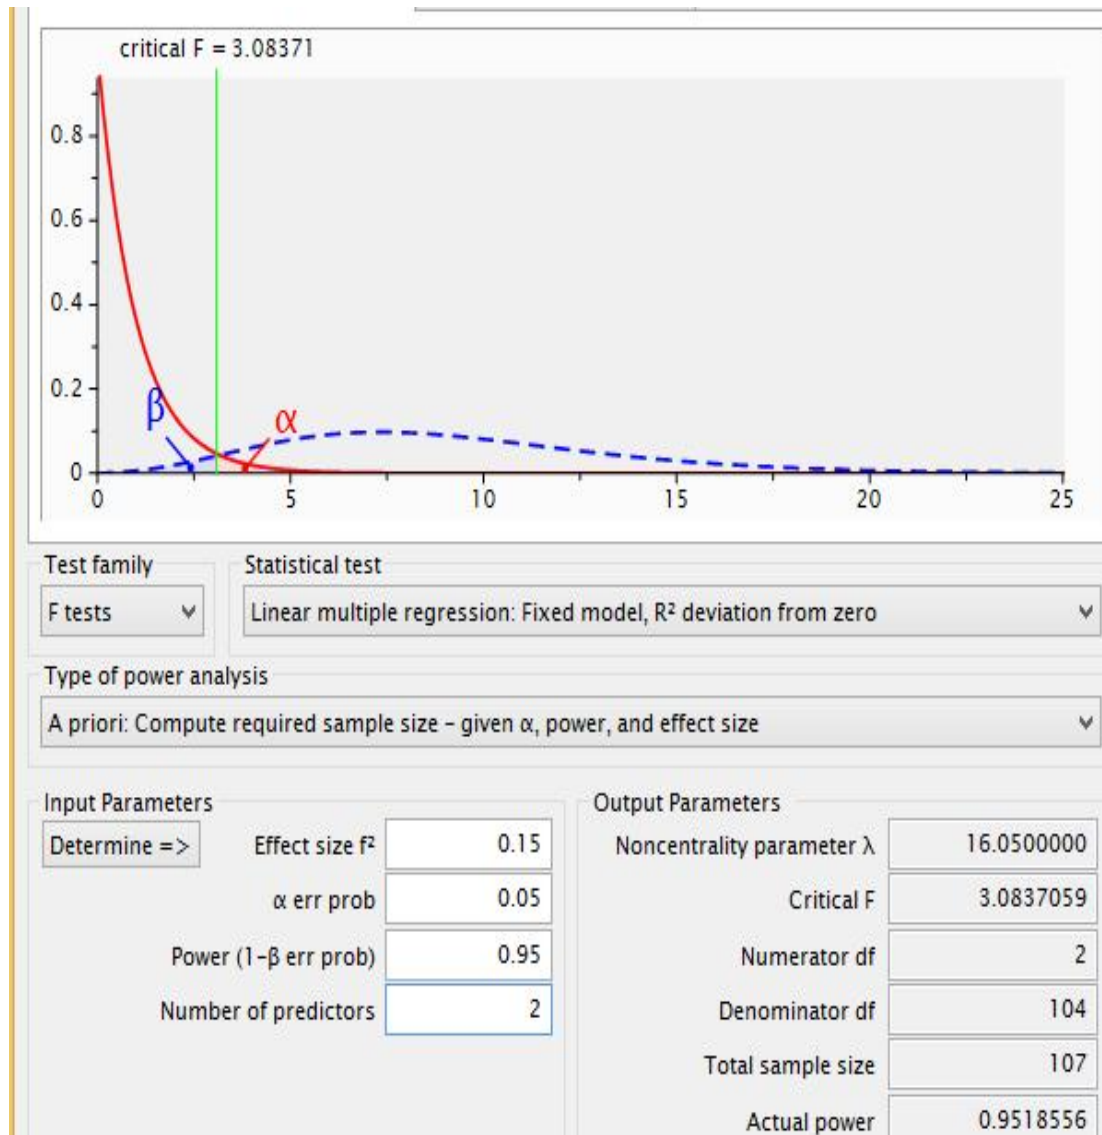 critical F = 3.08371
0.8
0.6
0.4
0.2
β α
0
0 5 10 15 20 25
Test family Statistical test
F tests Linear multiple regression: Fixed model, R² deviation from zero
Type of power analysis
A priori: Compute required sample size – given α, power, and effect size
Input Parameters Output Parameters
Determine => Effect size f² 0.15 Noncentrality parameter λ 16.0500000
α err prob 0.05 Critical F 3.0837059
Power (1-β err prob) 0.95 Numerator df 2
Number of predictors 2 Denominator df 104
Total sample size 107
Actual power 0.9518556